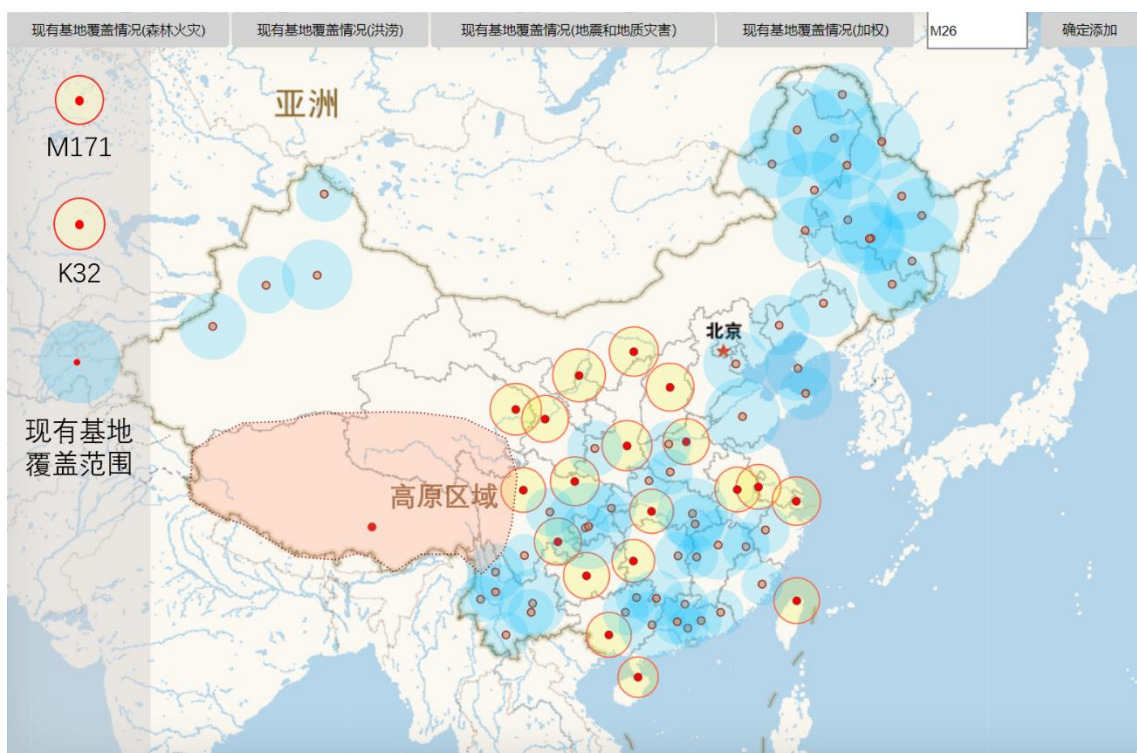 现有基地覆盖情况(森林火灾)
现有基地覆盖情况(洪涝)
现有基地覆盖情况(地震和地质灾害)
现有基地覆盖情况(加权)
M26
确定添加
亚洲
M171
K32
北京
现有基地
覆盖范围
高原区域